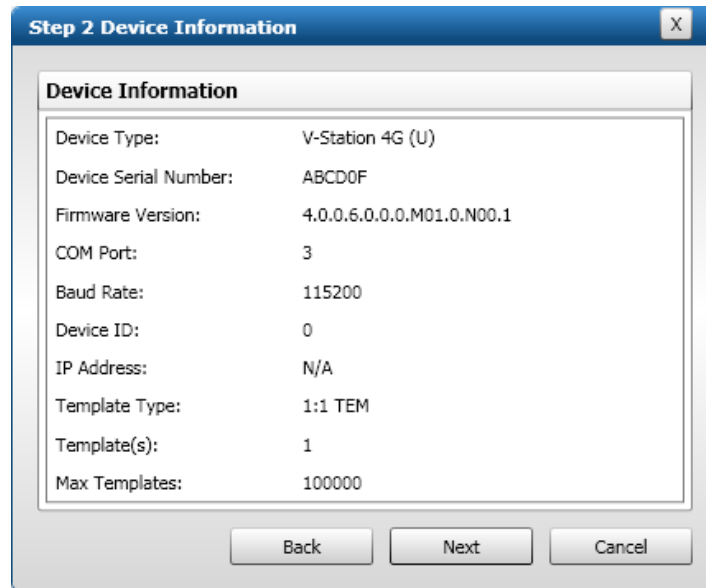 Step 2 Device Information
X
Device Information
Device Type: V-Station 4G (U)
Device Serial Number: ABCD0F
Firmware Version: 4.0.0.6.0.0.0.M01.0.N00.1
COM Port: 3
Baud Rate: 115200
Device ID: 0
IP Address: N/A
Template Type: 1:1 TEM
Template(s): 1
Max Templates: 100000
Back Next Cancel